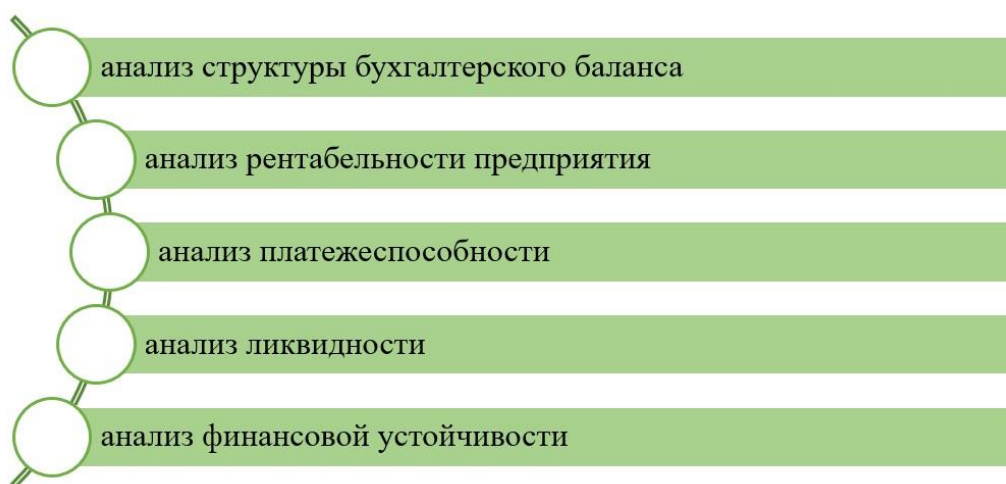 анализ структуры бухгалтерского баланса
анализ рентабельности предприятия
анализ платежеспособности
анализ ликвидности
анализ финансовой устойчивости